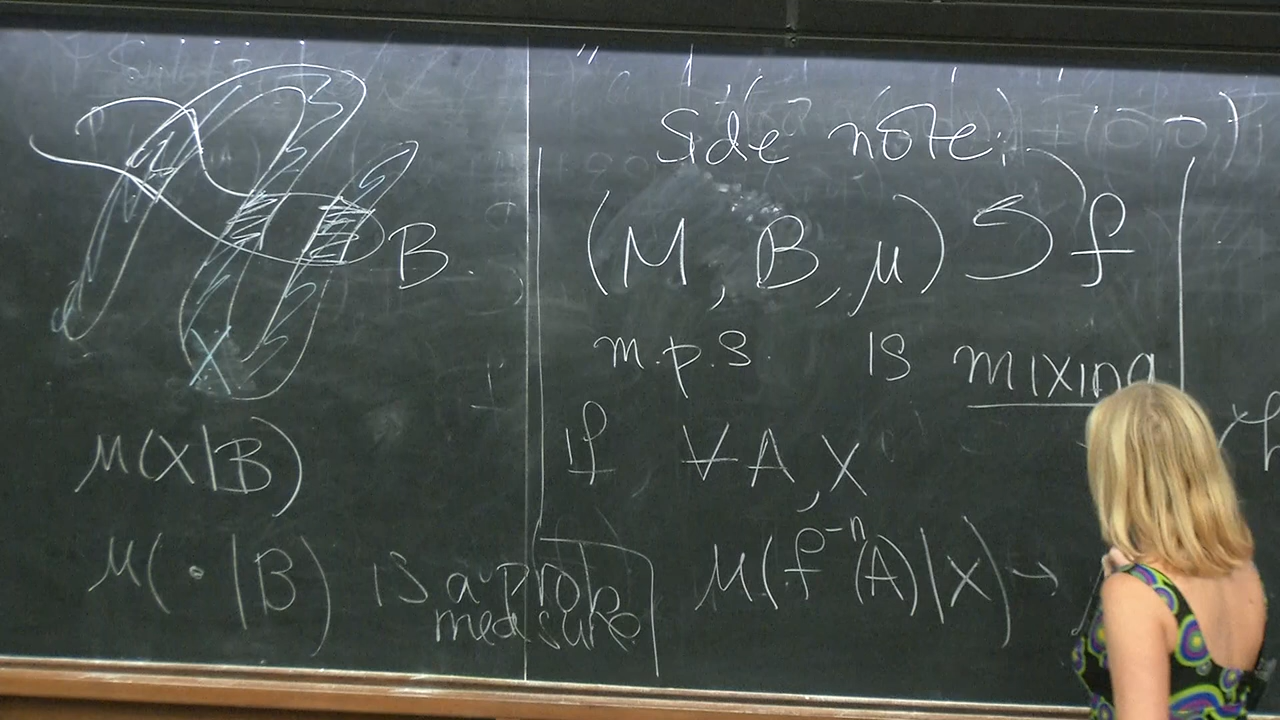 B
X
μ(X|B)
μ(·|B) is a prob
measure
Side note:
(M, B, μ) ↺ f
m.p.s. is mixing
if ∀ A, X
μ(f⁻ⁿ(A)|X) →